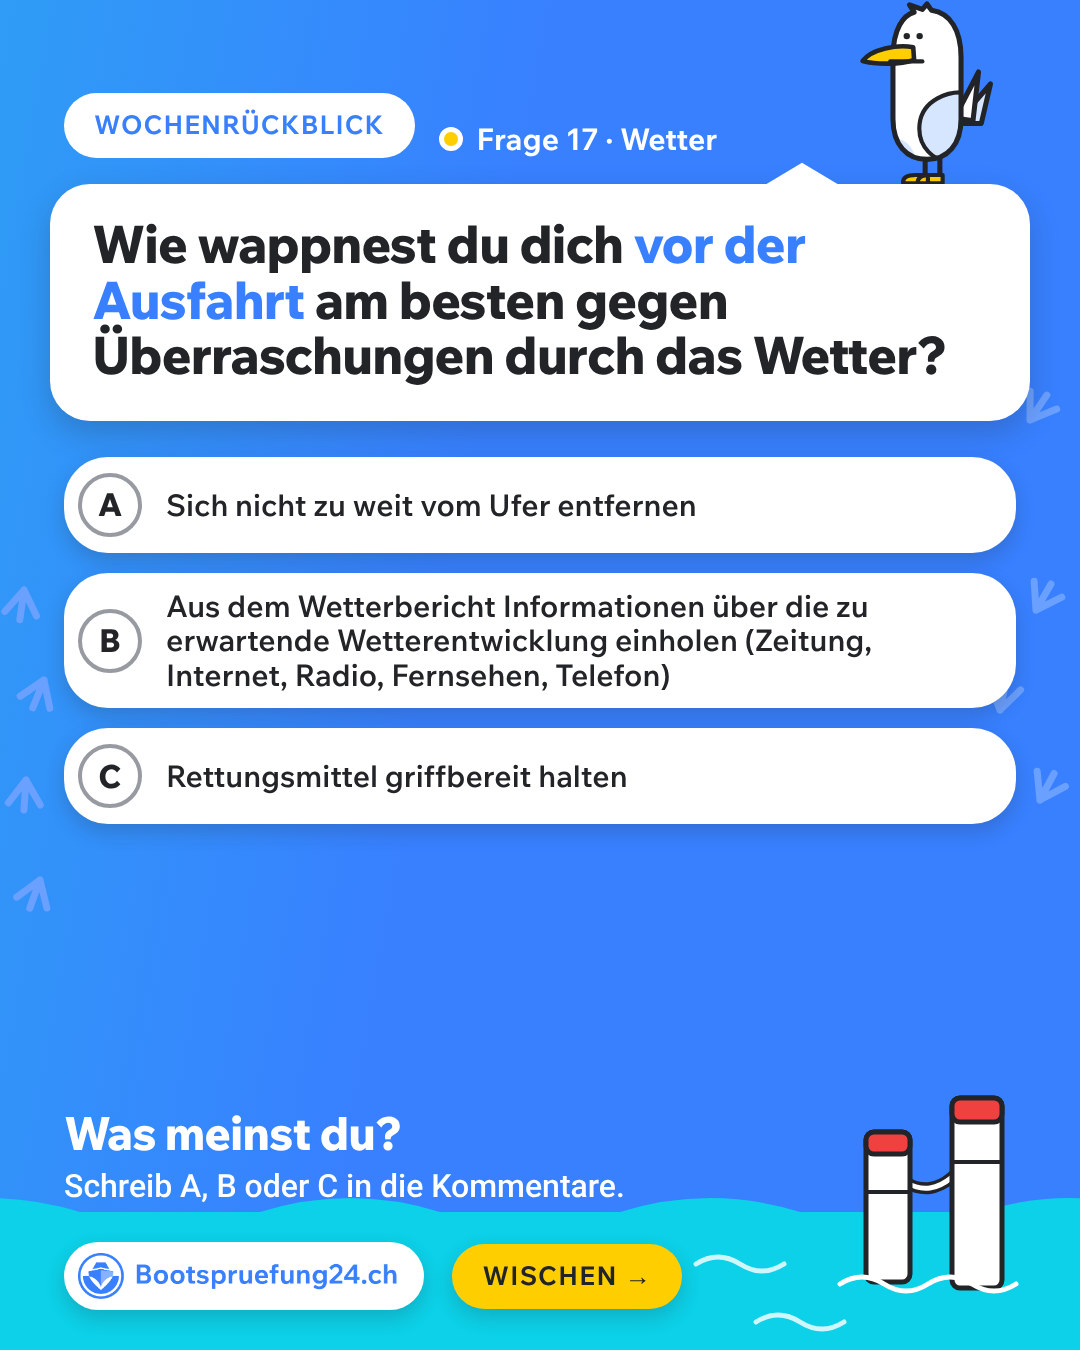 WOCHENRÜCKBLICK
Frage 17 · Wetter
Wie wappnest du dich vor der
Ausfahrt am besten gegen
Überraschungen durch das Wetter?
A
Sich nicht zu weit vom Ufer entfernen
B
Aus dem Wetterbericht Informationen über die zu
erwartende Wetterentwicklung einholen (Zeitung,
Internet, Radio, Fernsehen, Telefon)
C
Rettungsmittel griffbereit halten
Was meinst du?
Schreib A, B oder C in die Kommentare.
Bootspruefung24.ch
WISCHEN →